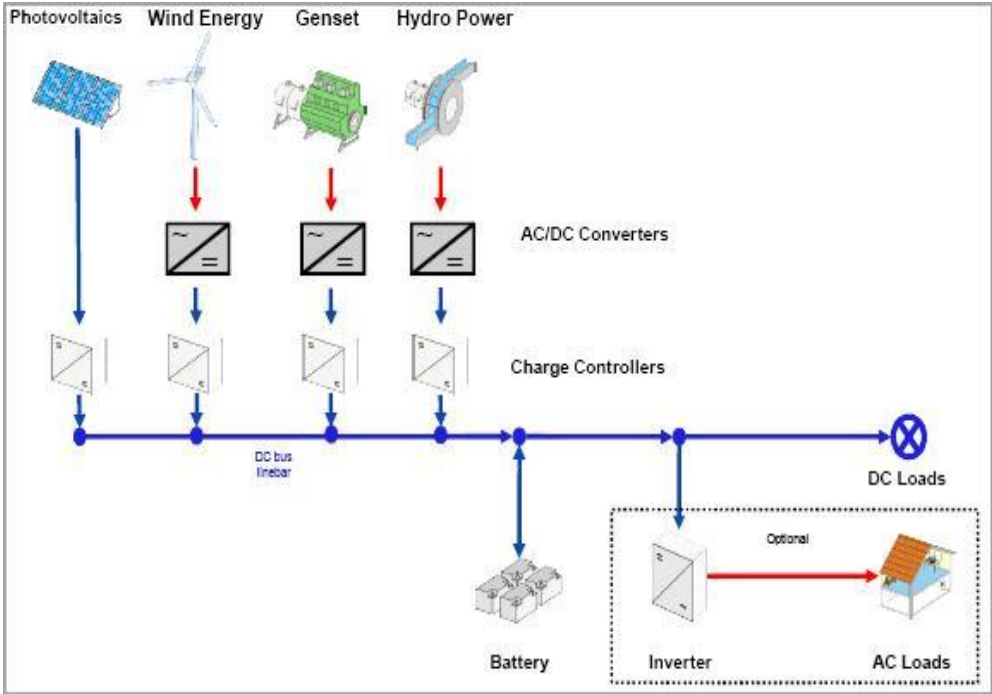 Photovoltaics
Wind Energy
Genset
Hydro Power
AC/DC Converters
Charge Controllers
DC bus
linebar
DC Loads
Optional
Battery
Inverter
AC Loads